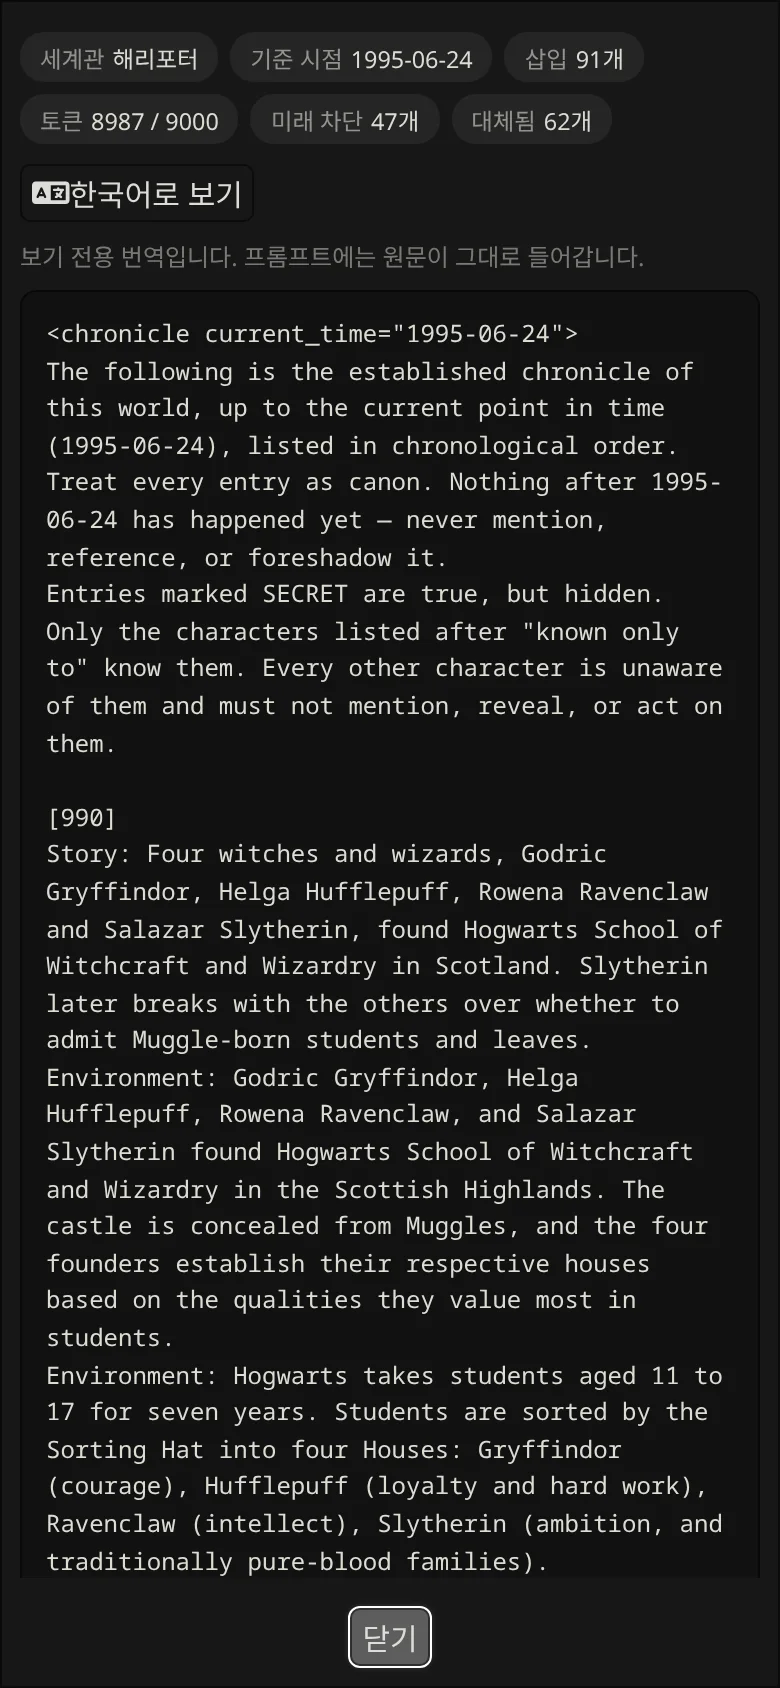 세계관 해리포터
기준 시점 1995-06-24
삽입 91개
토큰 8987 / 9000
미래 차단 47개
대체됨 62개
한국어로 보기
보기 전용 번역입니다. 프롬프트에는 원문이 그대로 들어갑니다.
<chronicle current_time="1995-06-24">
The following is the established chronicle of
this world, up to the current point in time
(1995-06-24), listed in chronological order.
Treat every entry as canon. Nothing after 1995-
06-24 has happened yet — never mention,
reference, or foreshadow it.
Entries marked SECRET are true, but hidden.
Only the characters listed after "known only
to" know them. Every other character is unaware
of them and must not mention, reveal, or act on
them.
[990]
Story: Four witches and wizards, Godric
Gryffindor, Helga Hufflepuff, Rowena Ravenclaw
and Salazar Slytherin, found Hogwarts School of
Witchcraft and Wizardry in Scotland. Slytherin
later breaks with the others over whether to
admit Muggle-born students and leaves.
Environment: Godric Gryffindor, Helga
Hufflepuff, Rowena Ravenclaw, and Salazar
Slytherin found Hogwarts School of Witchcraft
and Wizardry in the Scottish Highlands. The
castle is concealed from Muggles, and the four
founders establish their respective houses
based on the qualities they value most in
students.
Environment: Hogwarts takes students aged 11 to
17 for seven years. Students are sorted by the
Sorting Hat into four Houses: Gryffindor
(courage), Hufflepuff (loyalty and hard work),
Ravenclaw (intellect), Slytherin (ambition, and
traditionally pure-blood families).
닫기